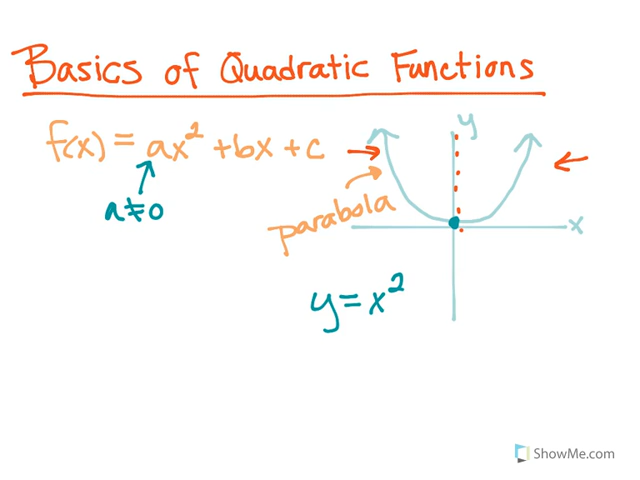 Basics of Quadratic Functions
f(x) = ax² + bx + c
a≠0
parabola
y
x
y = x²
ShowMe.com